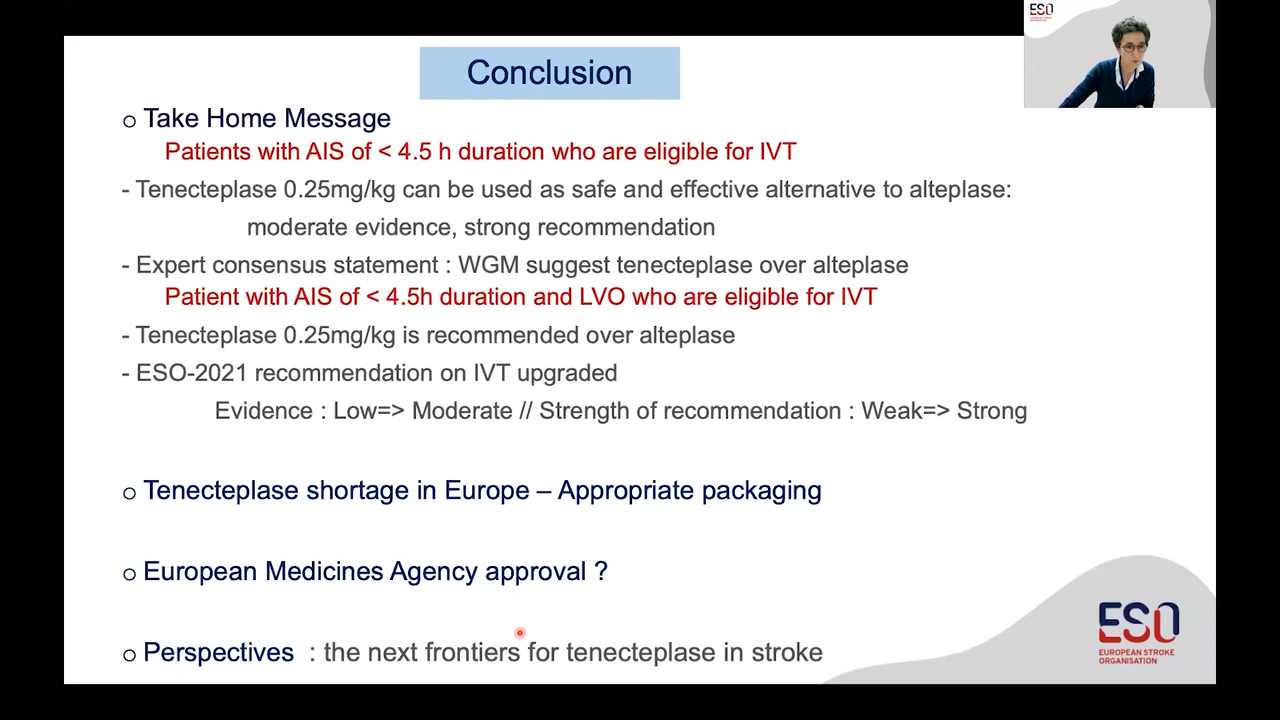 ESO
Conclusion
o Take Home Message
Patients with AIS of < 4.5 h duration who are eligible for IVT
- Tenecteplase 0.25mg/kg can be used as safe and effective alternative to alteplase:
moderate evidence, strong recommendation
- Expert consensus statement : WGM suggest tenecteplase over alteplase
Patient with AIS of < 4.5h duration and LVO who are eligible for IVT
- Tenecteplase 0.25mg/kg is recommended over alteplase
- ESO-2021 recommendation on IVT upgraded
Evidence : Low=> Moderate // Strength of recommendation : Weak=> Strong
o Tenecteplase shortage in Europe – Appropriate packaging
o European Medicines Agency approval ?
o Perspectives : the next frontiers for tenecteplase in stroke
ESO
EUROPEAN STROKE
ORGANISATION